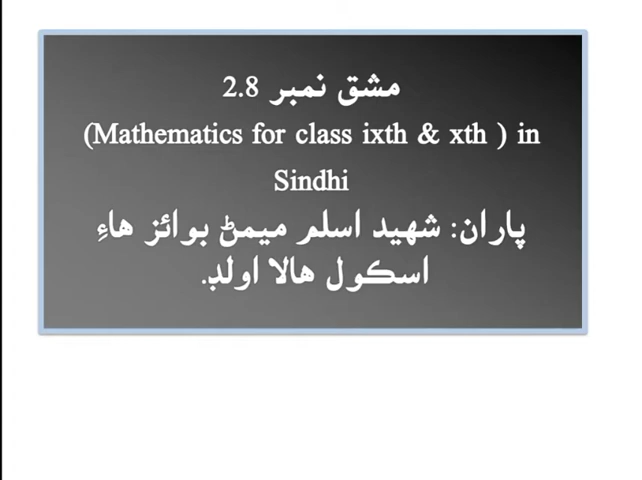 مشق نمبر 2.8
(Mathematics for class ixth & xth ) in
Sindhi
پاران: شهيد اسلم ميمڻ بوائز هاءِ
اسڪول هالا اولڊ.